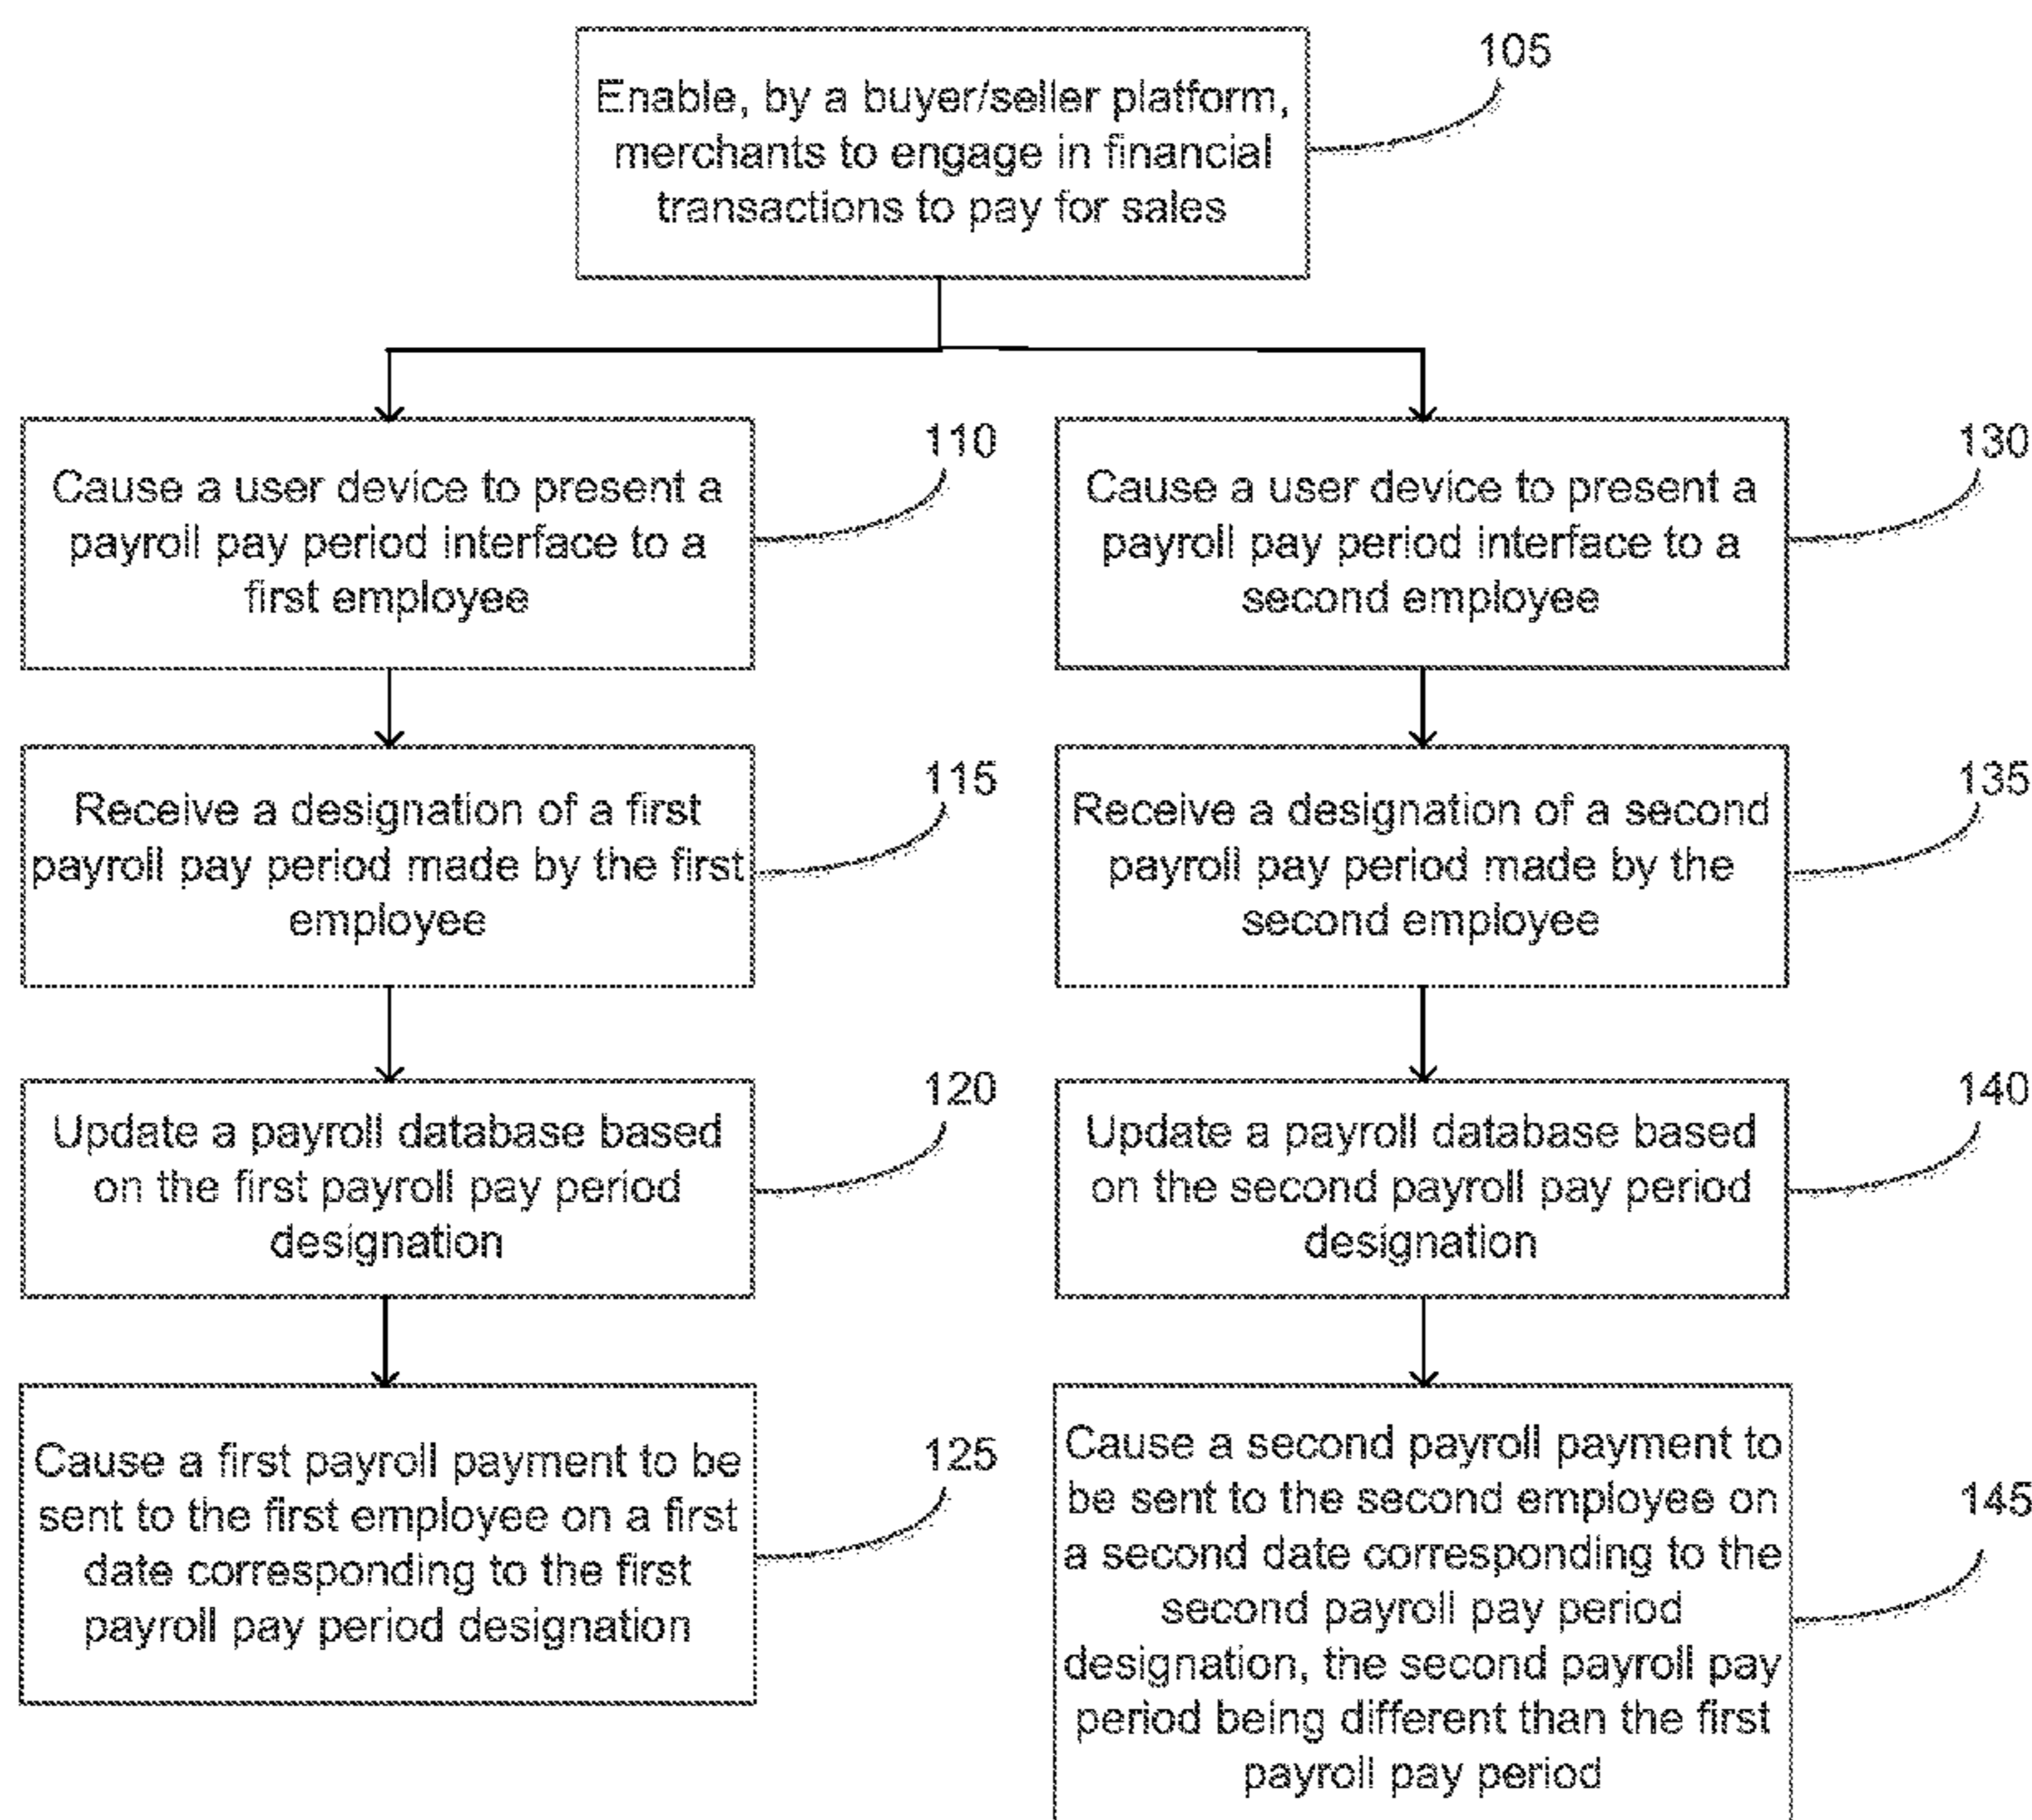 105
Enable, by a buyer/seller platform,
merchants to engage in financial
transactions to pay for sales
110
Cause a user device to present a
payroll pay period interface to a
first employee
115
Receive a designation of a first
payroll pay period made by the first
employee
120
Update a payroll database based
on the first payroll pay period
designation
125
Cause a first payroll payment to be
sent to the first employee on a first
date corresponding to the first
payroll pay period designation
130
Cause a user device to present a
payroll pay period interface to a
second employee
135
Receive a designation of a second
payroll pay period made by the
second employee
140
Update a payroll database based
on the second payroll pay period
designation
145
Cause a second payroll payment to
be sent to the second employee on
a second date corresponding to the
second payroll pay period
designation, the second payroll pay
period being different than the first
payroll pay period